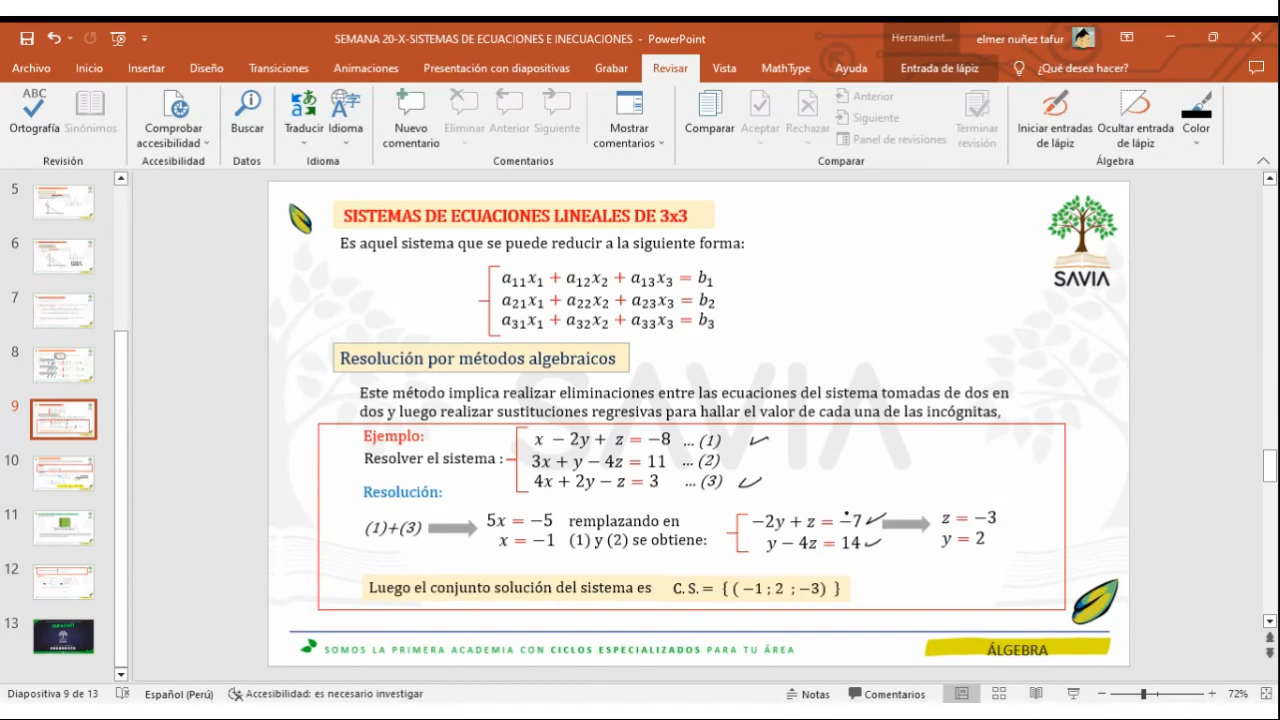 SEMANA 20-X-SISTEMAS DE ECUACIONES E INECUACIONES - PowerPoint
Herramient...
elmer nuñez tafur
Archivo Inicio Insertar Diseño Transiciones Animaciones Presentación con diapositivas Grabar Revisar Vista MathType Ayuda Entrada de lápiz ¿Qué desea hacer?
ABC
Ortografía Sinónimos
Comprobar accesibilidad
Buscar
Traducir Idioma
Nuevo comentario
Eliminar Anterior Siguiente
Mostrar comentarios
Comparar Aceptar Rechazar
Anterior
Siguiente
Panel de revisiones
Terminar revisión
Iniciar entradas de lápiz
Ocultar entrada de lápiz
Color
Revisión Accesibilidad Datos Idioma Comentarios Comparar Álgebra
5
6
7
8
9
10
11
12
13
SISTEMAS DE ECUACIONES LINEALES DE 3x3
Es aquel sistema que se puede reducir a la siguiente forma:
a₁₁x₁ + a₁₂x₂ + a₁₃x₃ = b₁
a₂₁x₁ + a₂₂x₂ + a₂₃x₃ = b₂
a₃₁x₁ + a₃₂x₂ + a₃₃x₃ = b₃
SAVIA
Resolución por métodos algebraicos
Este método implica realizar eliminaciones entre las ecuaciones del sistema tomadas de dos en
dos y luego realizar sustituciones regresivas para hallar el valor de cada una de las incógnitas,
Ejemplo:
Resolver el sistema :
x − 2y + z = −8 ... (1)
3x + y − 4z = 11 ... (2)
4x + 2y − z = 3 ... (3)
Resolución:
(1)+(3)
5x = −5 remplazando en
x = −1 (1) y (2) se obtiene:
−2y + z = −7
y − 4z = 14
z = −3
y = 2
Luego el conjunto solución del sistema es C. S. = { ( −1 ; 2 ; −3) }
SOMOS LA PRIMERA ACADEMIA CON CICLOS ESPECIALIZADOS PARA TU ÁREA
ÁLGEBRA
Diapositiva 9 de 13 Español (Perú) Accesibilidad: es necesario investigar Notas Comentarios 72%